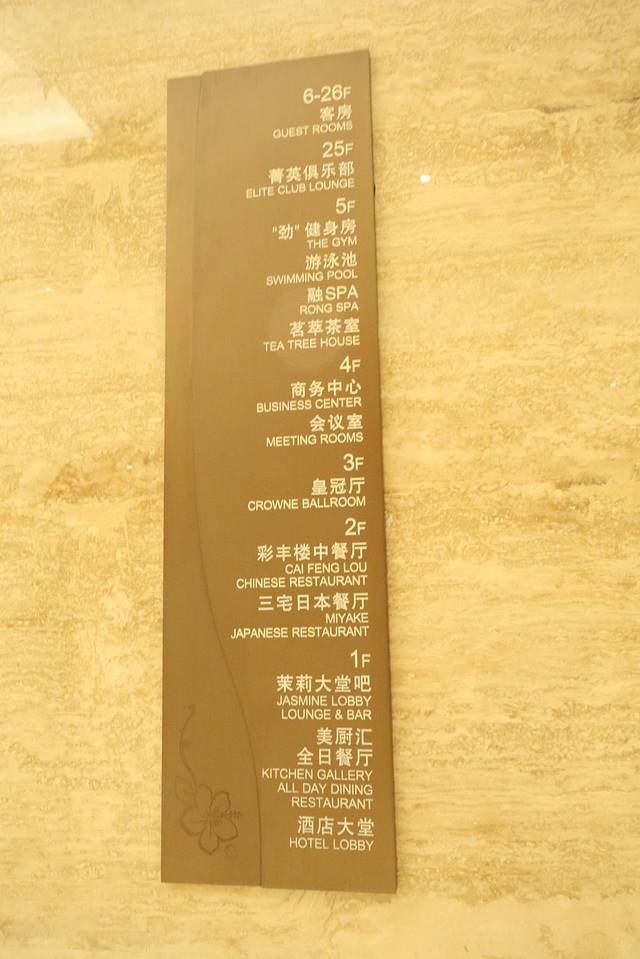 6-26F
客房
GUEST ROOMS
25F
菁英俱乐部
ELITE CLUB LOUNGE
5F
"劲"健身房
THE GYM
游泳池
SWIMMING POOL
融SPA
RONG SPA
茗萃茶室
TEA TREE HOUSE
4F
商务中心
BUSINESS CENTER
会议室
MEETING ROOMS
3F
皇冠厅
CROWNE BALLROOM
2F
彩丰楼中餐厅
CAI FENG LOU
CHINESE RESTAURANT
三宅日本餐厅
MIYAKE
JAPANESE RESTAURANT
1F
茉莉大堂吧
JASMINE LOBBY
LOUNGE & BAR
美厨汇
全日餐厅
KITCHEN GALLERY
ALL DAY DINING
RESTAURANT
酒店大堂
HOTEL LOBBY